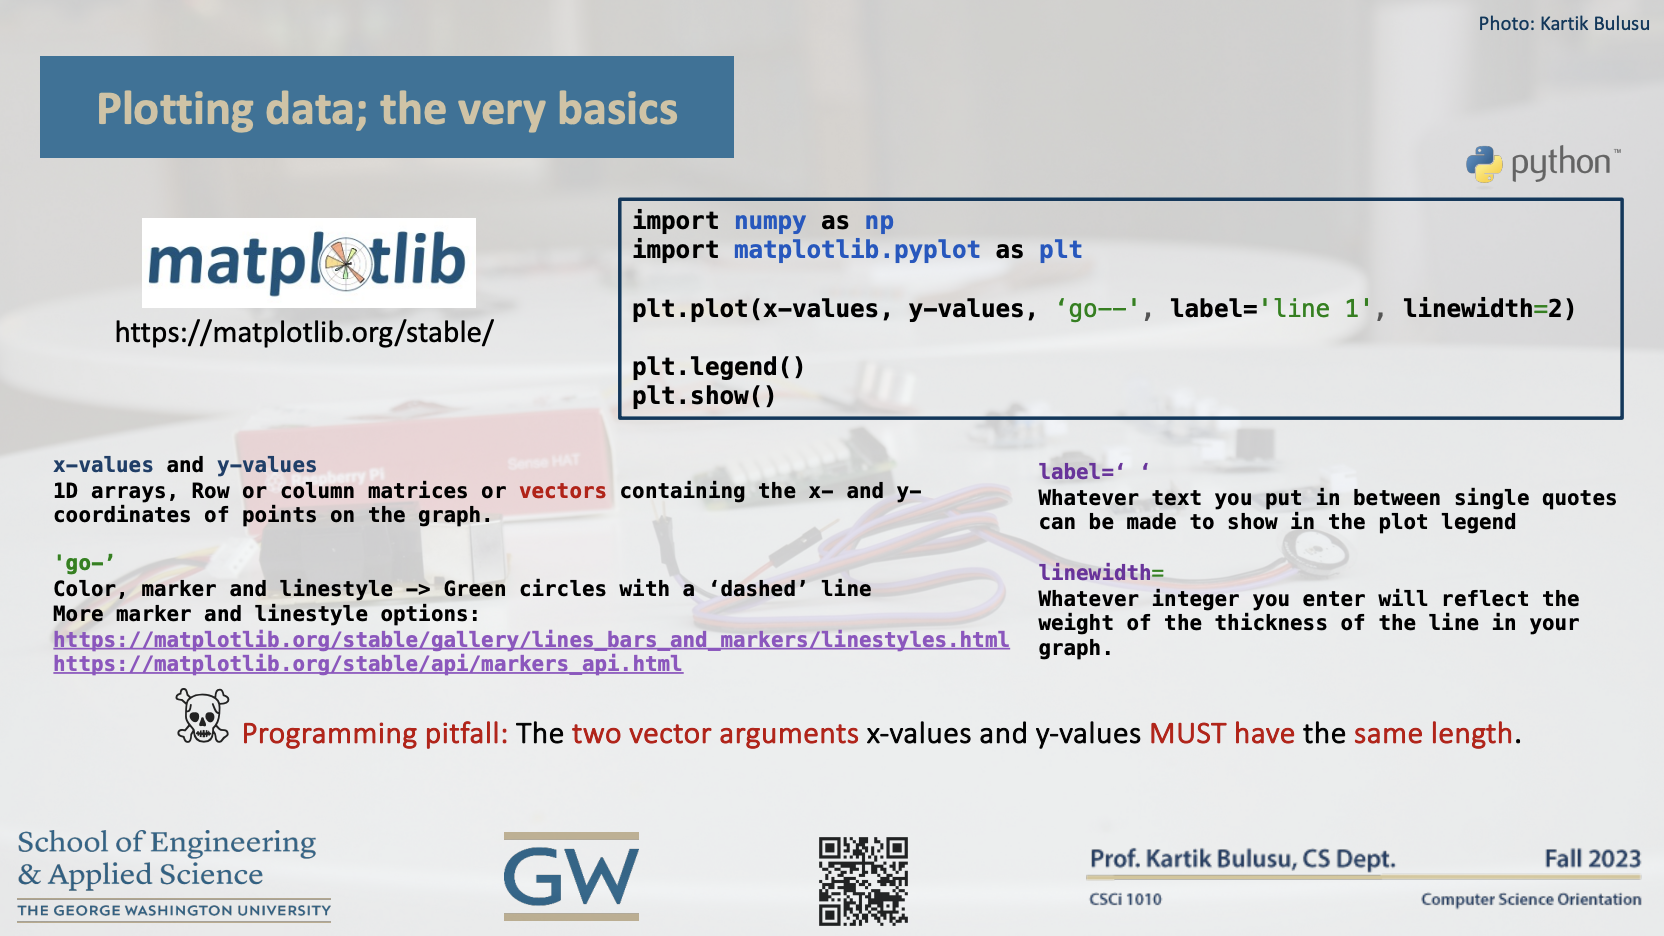 Photo: Kartik Bulusu
Plotting data; the very basics
python™
matplotlib
https://matplotlib.org/stable/
import numpy as np
import matplotlib.pyplot as plt
plt.plot(x-values, y-values, ‘go--', label='line 1', linewidth=2)
plt.legend()
plt.show()
x-values and y-values
1D arrays, Row or column matrices or vectors containing the x- and y-
coordinates of points on the graph.
'go-’
Color, marker and linestyle -> Green circles with a ‘dashed’ line
More marker and linestyle options:
https://matplotlib.org/stable/gallery/lines_bars_and_markers/linestyles.html
https://matplotlib.org/stable/api/markers_api.html
label=‘ ‘
Whatever text you put in between single quotes
can be made to show in the plot legend
linewidth=
Whatever integer you enter will reflect the
weight of the thickness of the line in your
graph.
Raspberry Pi
Sense HAT
Programming pitfall: The two vector arguments x-values and y-values MUST have the same length.
School of Engineering
& Applied Science
THE GEORGE WASHINGTON UNIVERSITY
GW
Prof. Kartik Bulusu, CS Dept.
Fall 2023
CSCi 1010
Computer Science Orientation